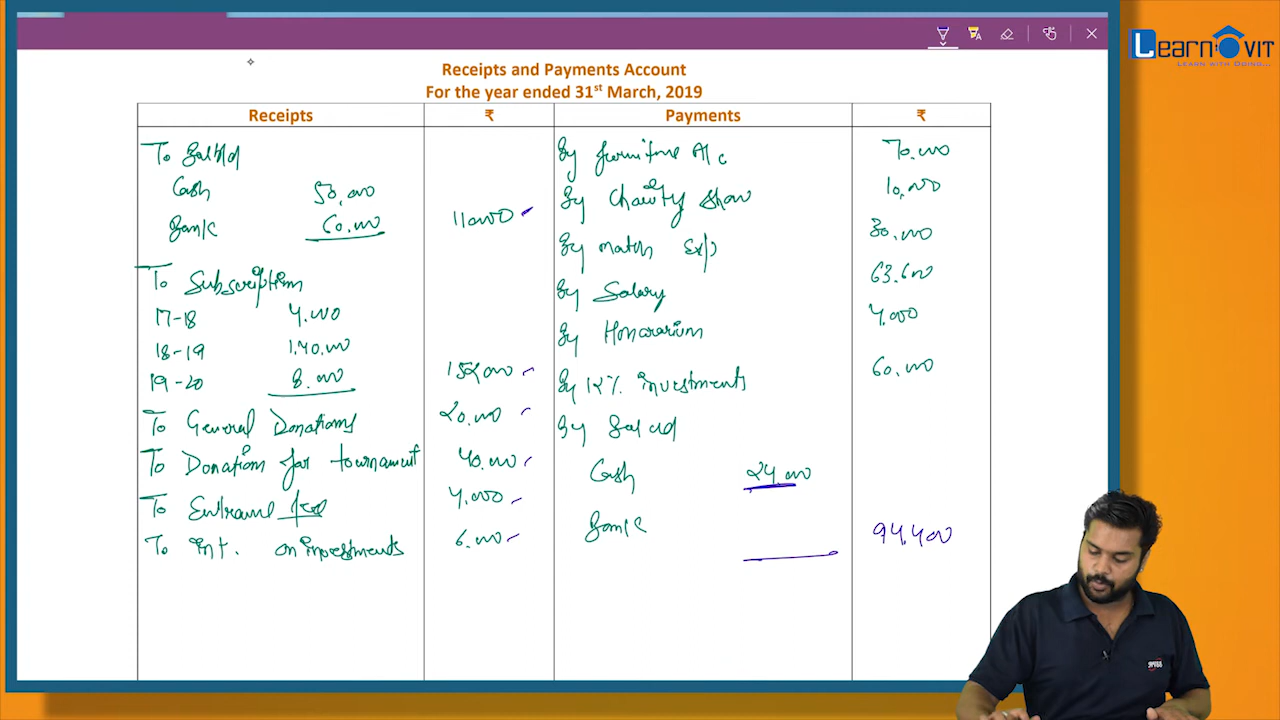 LearnOVIT
LEARN WITH DOING...
Receipts and Payments Account
For the year ended 31st March, 2019
Receipts ₹ Payments ₹
To Bal b/d
Cash 50,000
Bank 60,000 110000
To Subscription
17-18 4,000
18-19 1,40,000
19-20 8,000 152000
To General Donations 20,000
To Donation for tournament 40,000
To Entrance fees 4,000
To Int. on investments 6,000
By furniture A/c 70,000
By Charity show 10,000
By match Exp 30,000
By Salary 63,600
By Honorarium 4,000
By 12% investments 60,000
By Bal c/d
Cash 24,000
Bank 94,400